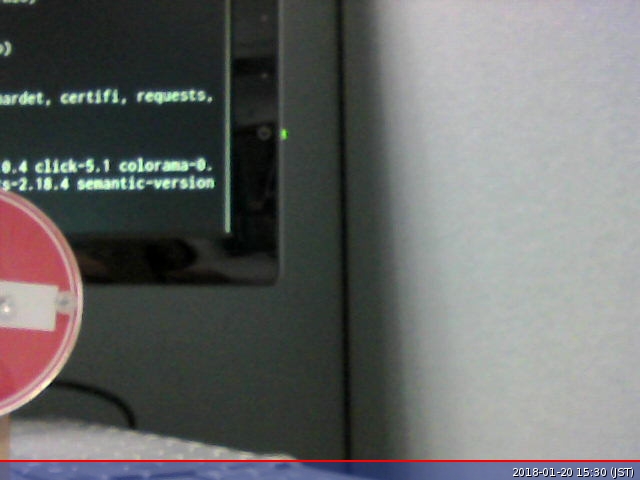 )
ardet, certifi, requests,
0.4 click-5.1 colorama-0.
s-2.18.4 semantic-version
2018-01-20 15:30 (JST)